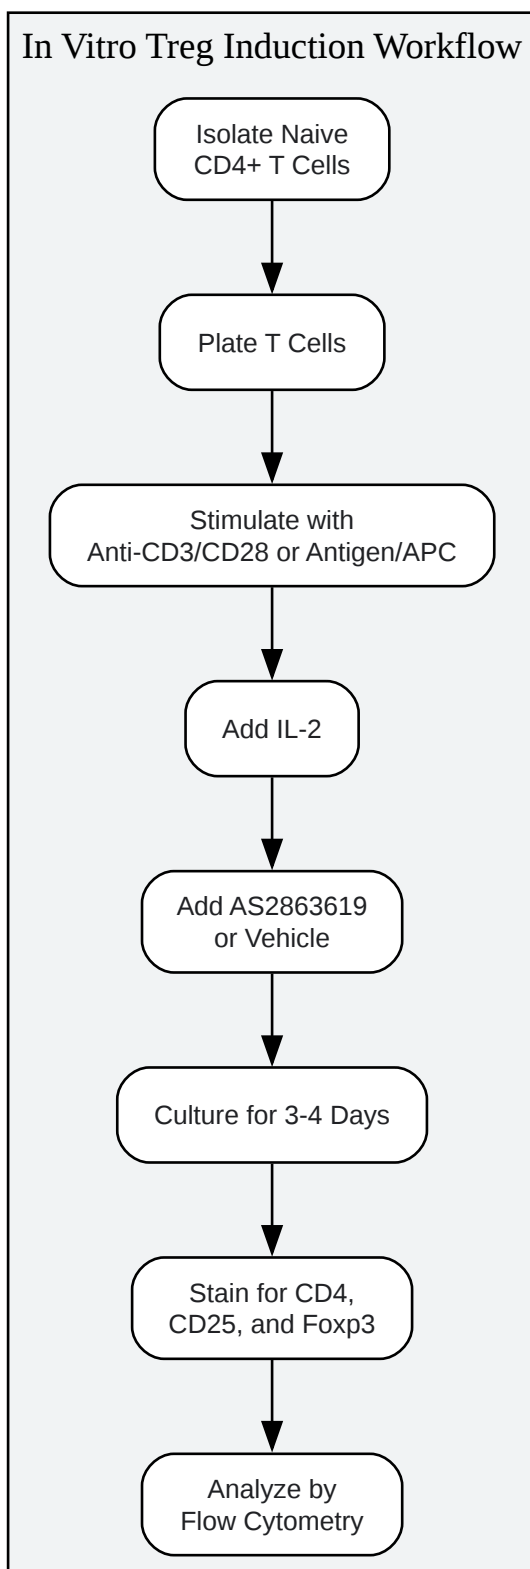 In Vitro Treg Induction Workflow
Isolate Naive
CD4+ T Cells
Plate T Cells
Stimulate with
Anti-CD3/CD28 or Antigen/APC
Add IL-2
Add AS2863619
or Vehicle
Culture for 3-4 Days
Stain for CD4,
CD25, and Foxp3
Analyze by
Flow Cytometry